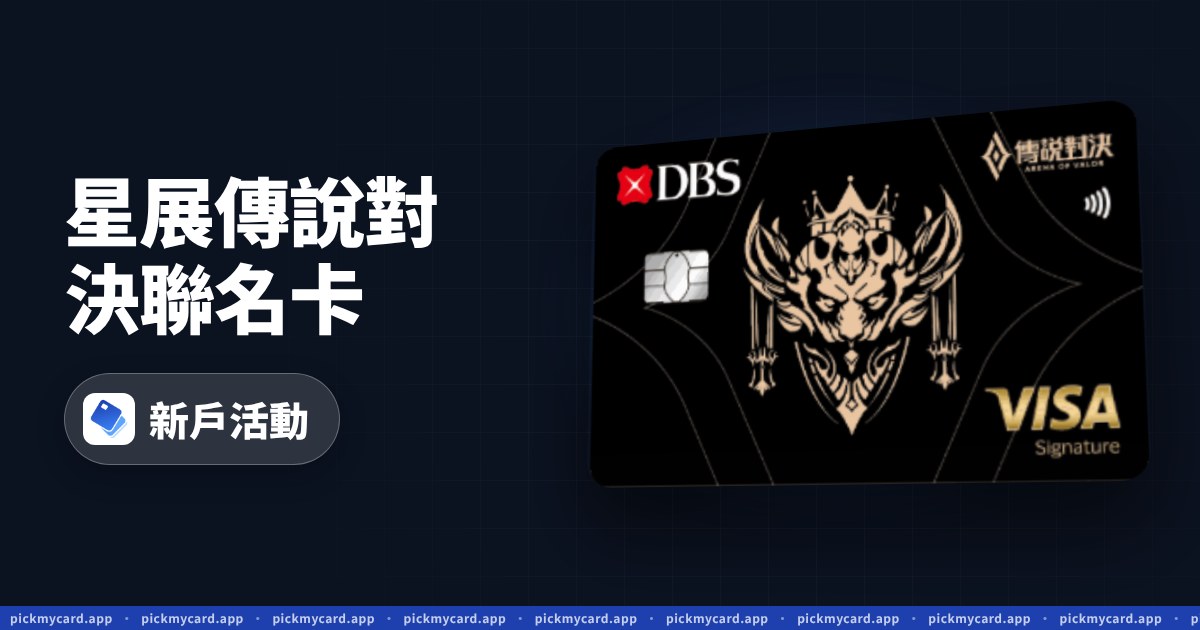 星展傳說對
決聯名卡
新戶活動
DBS
傳說對決
ARENA OF VALOR
VISA
Signature
pickmycard.app • pickmycard.app • pickmycard.app • pickmycard.app • pickmycard.app • pickmycard.app • pickmycard.app • pickmycard.app • pickmycard.app • p